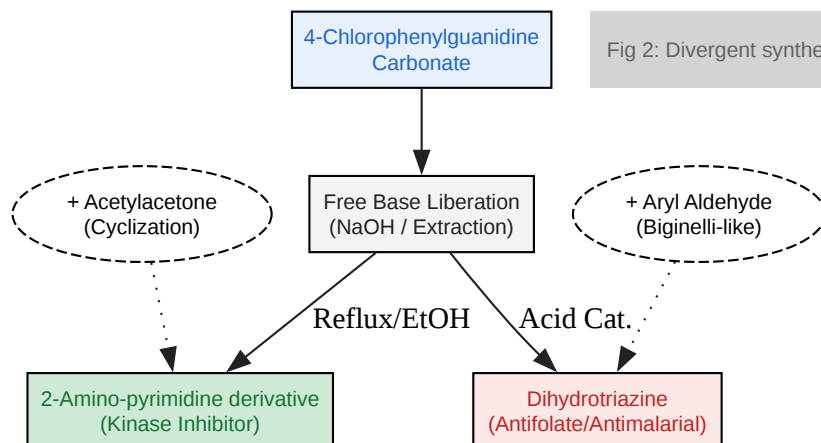 4-Chlorophenylguanidine
Carbonate
Fig 2: Divergent synthe
+ Acetylacetone
(Cyclization)
Free Base Liberation
(NaOH / Extraction)
+ Aryl Aldehyde
(Biginelli-like)
Reflux/EtOH
Acid Cat.
2-Amino-pyrimidine derivative
(Kinase Inhibitor)
Dihydrotriazine
(Antifolate/Antimalarial)